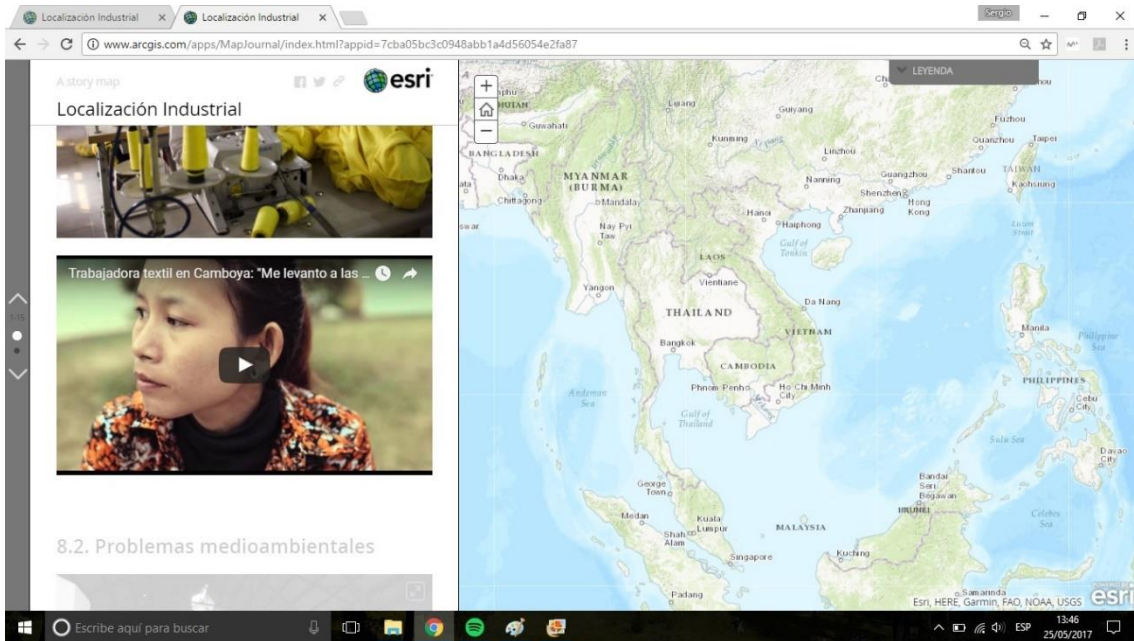 Localización Industrial
Localización Industrial
Sergio
www.arcgis.com/apps/MapJournal/index.html?appid=7cba05bc3c0948abb1a4d56054e2fa87
A story map
esri
Localización Industrial
Trabajadora textil en Camboya: "Me levanto a las ...
1-15
8.2. Problemas medioambientales
LEYENDA
Guwahati
Lijiang
Guiyang
Fuzhou
Kunming
Liuzhou
Quanzhou
Taipei
BANGLADESH
Dhaka
MYANMAR
(BURMA)
Nanning
Guangzhou
Shantou
TAIWAN
Kaohsiung
Chittagong
Mandalay
Shenzhen
Hong
Kong
Hanoi
Zhanjiang
Nay Pyi
Taw
Haiphong
Gulf of
Tonkin
Luzon
Strait
LAOS
Vientiane
Yangon
Da Nang
THAILAND
VIETNAM
Manila
Philippine
Sea
Bangkok
CAMBODIA
Phnom Penho
Ho Chi Minh
City
PHILIPPINES
Cebu
City
Andaman
Sea
Gulf of
Thailand
Sulu Sea
Davao
City
George
Town
Bandar
Seri
Begawan
BRUNEI
Celebes
Sea
Medan
Kuala
Lumpur
MALAYSIA
Shah
Alam
Kuching
Singapore
Padang
Samarinda
Esri, HERE, Garmin, FAO, NOAA, USGS
esri
Escribe aquí para buscar
ESP
13:46
25/05/2017